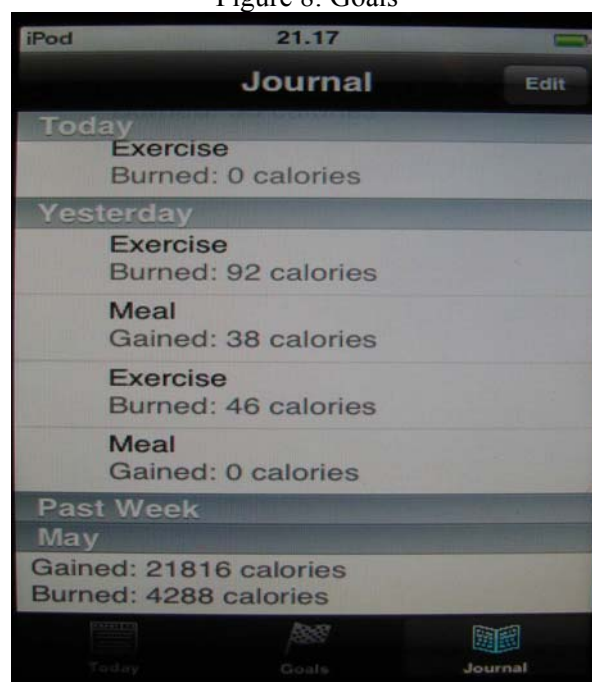 Figure 8: Goals
iPod 21.17
Journal Edit
Today
Exercise
Burned: 0 calories
Yesterday
Exercise
Burned: 92 calories
Meal
Gained: 38 calories
Exercise
Burned: 46 calories
Meal
Gained: 0 calories
Past Week
May
Gained: 21816 calories
Burned: 4288 calories
Today Goals Journal